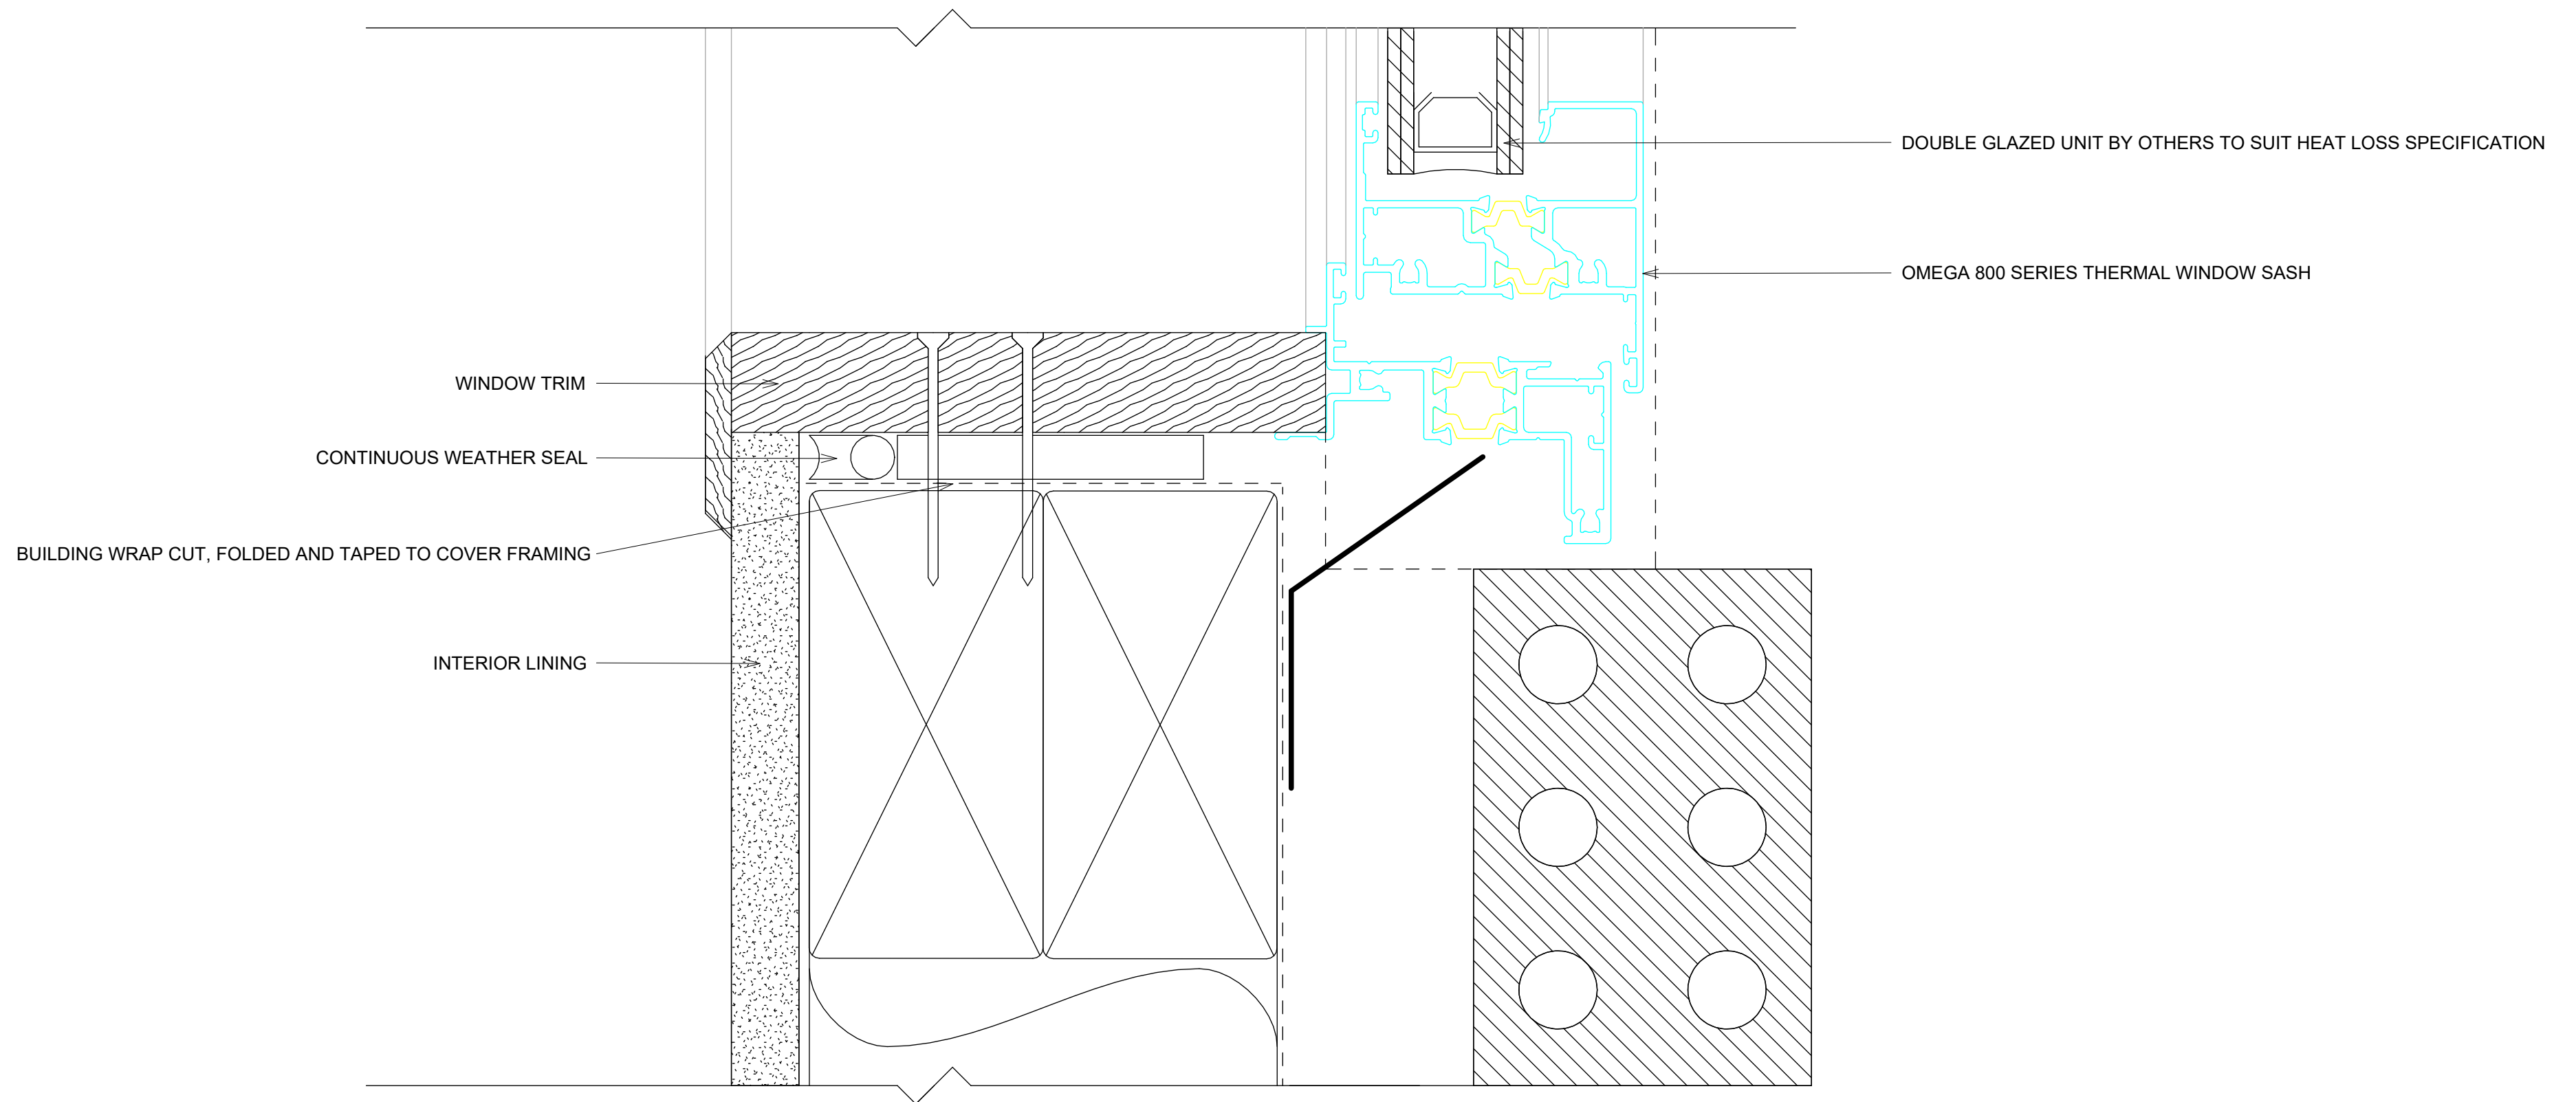 DOUBLE GLAZED UNIT BY OTHERS TO SUIT HEAT LOSS SPECIFICATION
OMEGA 800 SERIES THERMAL WINDOW SASH
WINDOW TRIM
CONTINUOUS WEATHER SEAL
BUILDING WRAP CUT, FOLDED AND TAPED TO COVER FRAMING
INTERIOR LINING